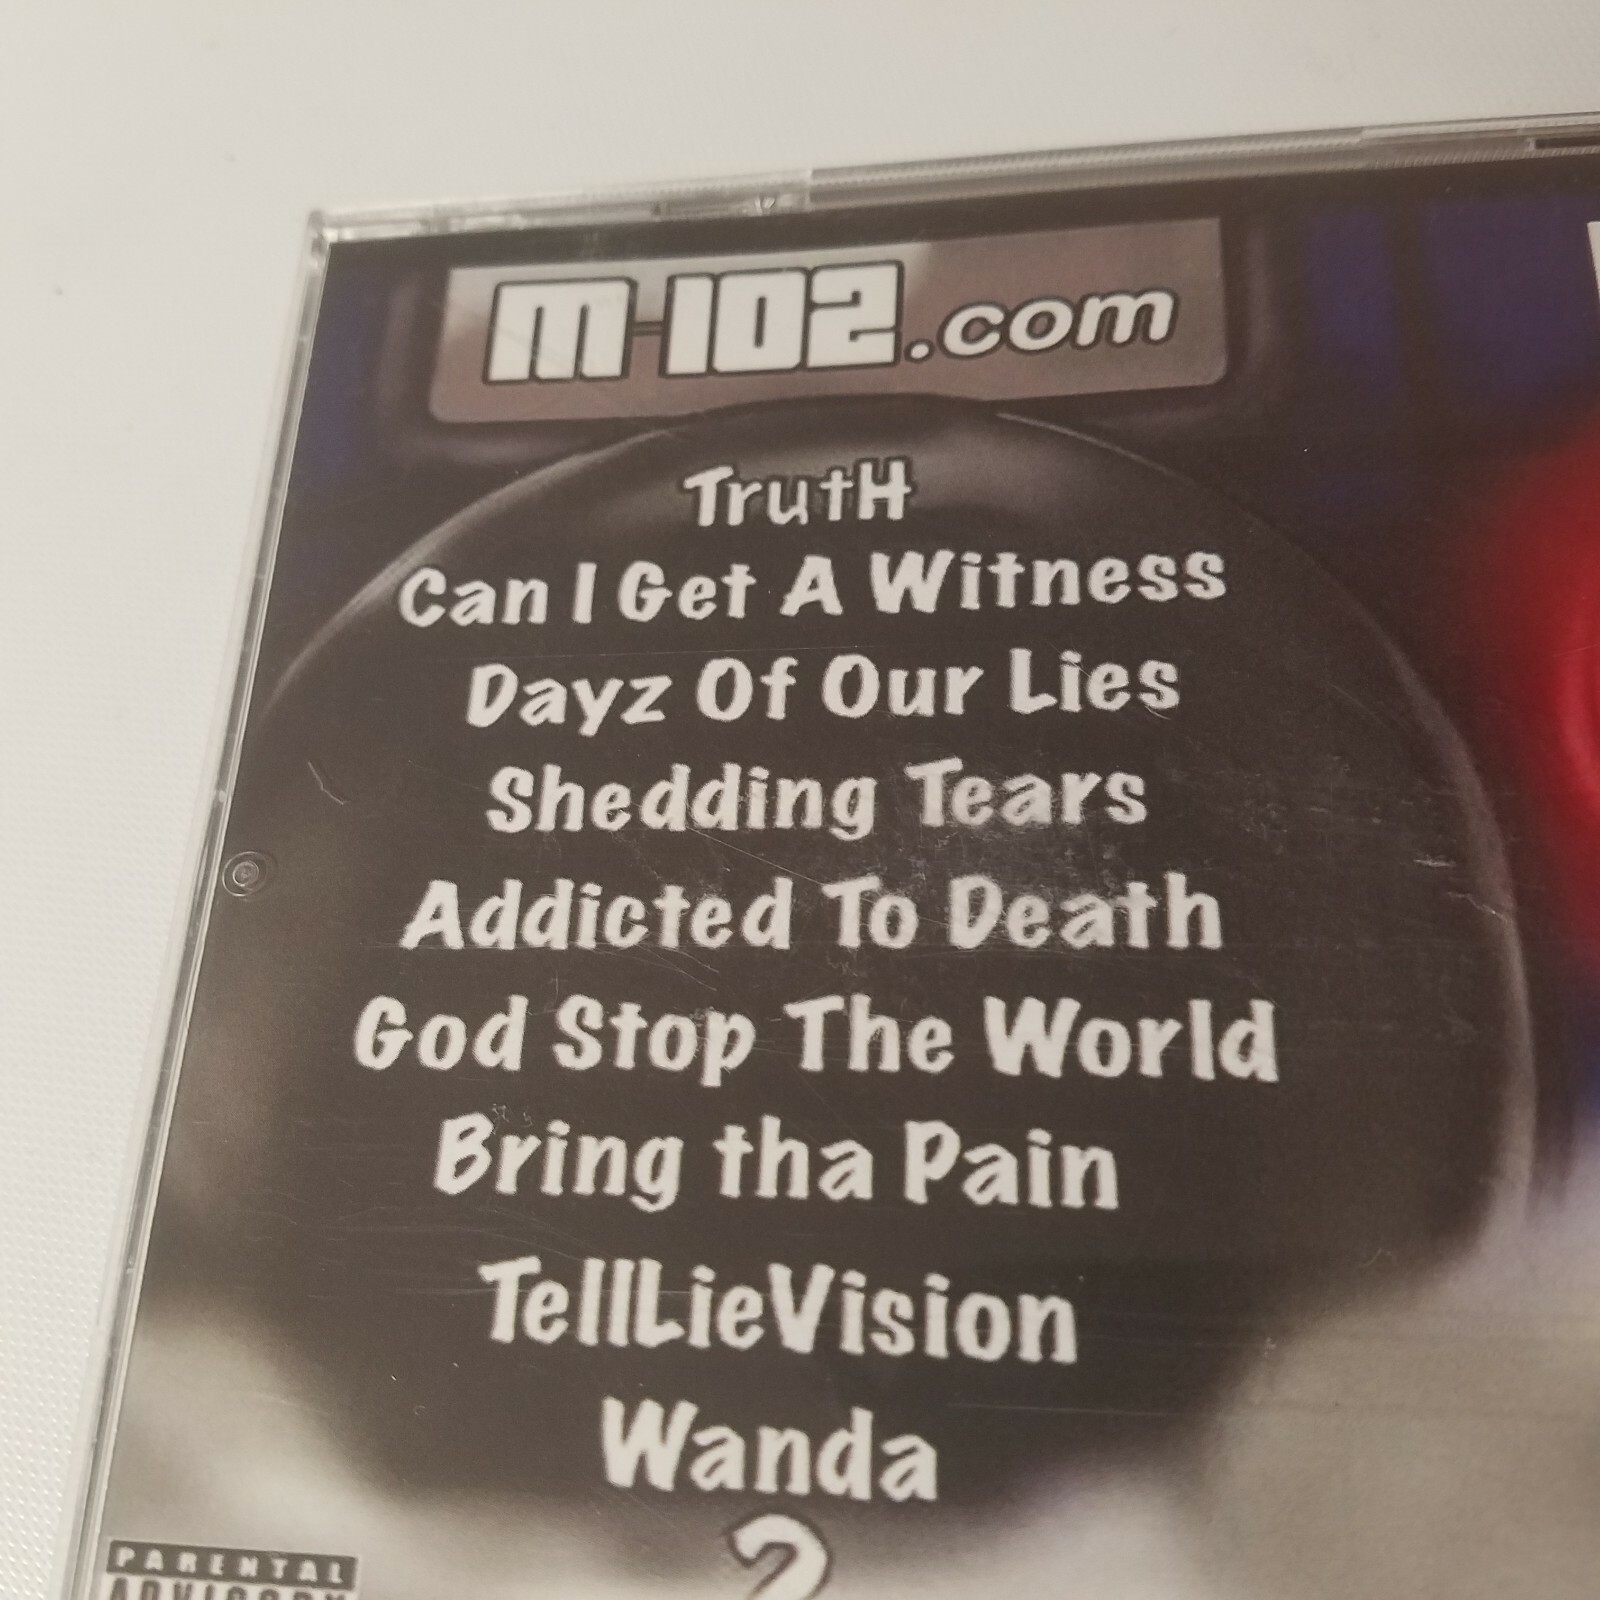 M-102.com
TrutH
Can I Get A Witness
Dayz Of Our Lies
Shedding Tears
Addicted To Death
God Stop The World
Bring tha Pain
TellLieVision
Wanda
?
PARENTAL
ADVISORY